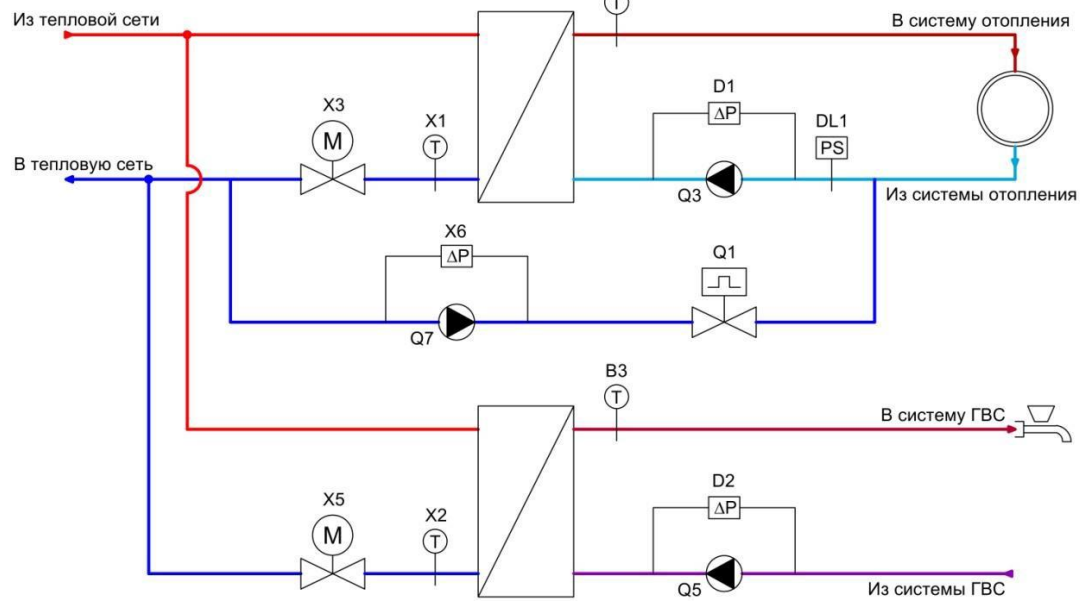 Из тепловой сети
T
В систему отопления
X3
M
X1
T
D1
ΔP
DL1
PS
В тепловую сеть
Q3
Из системы отопления
X6
ΔP
Q1
Q7
B3
T
В систему ГВС
X5
M
X2
T
D2
ΔP
Q5
Из системы ГВС